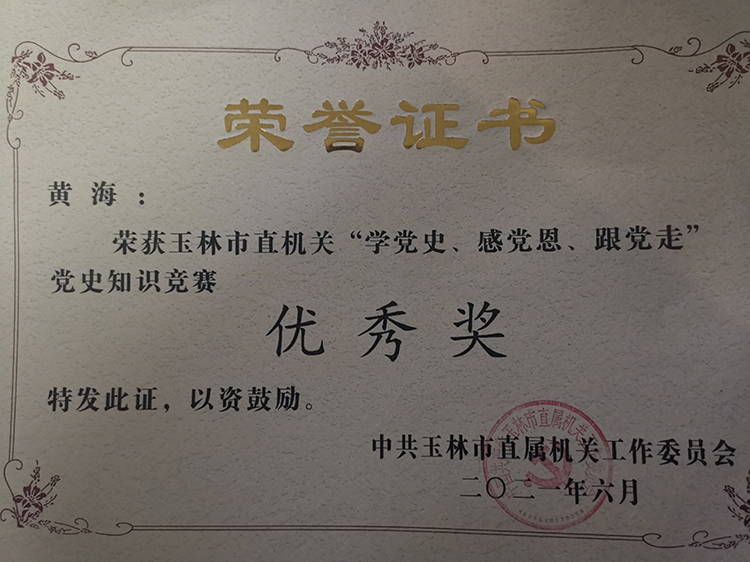 荣誉证书
黄海：
荣获玉林市直机关“学党史、感党恩、跟党走”
党史知识竞赛
优秀奖
特发此证，以资鼓励。
中共玉林市直属机关工作委员会
二〇二一年六月